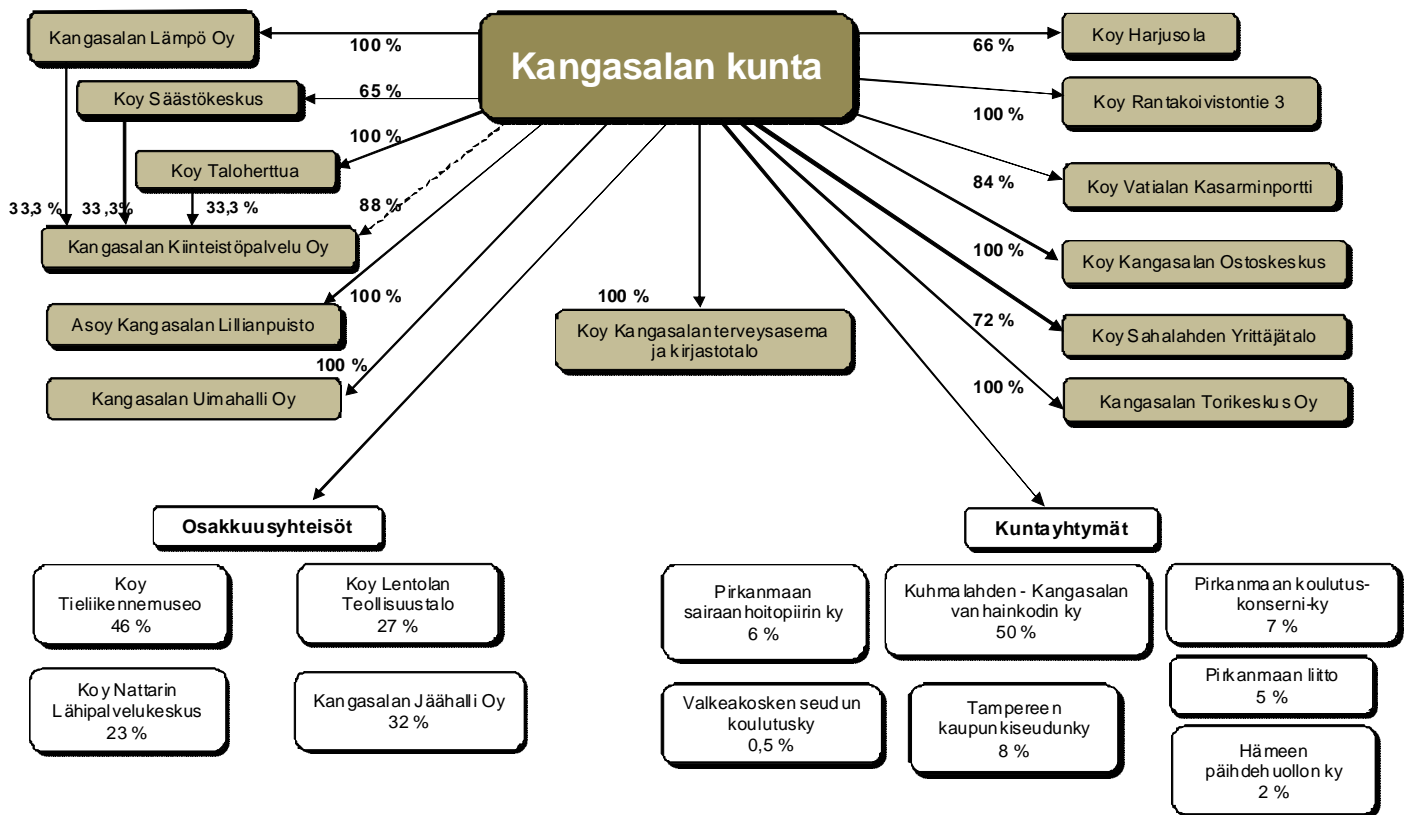 Kangasalan kunta
Kangasalan Lämpö Oy
100 %
Koy Säästökeskus
65 %
100 %
Koy Taloherttua
33,3 %
33,3%
33,3 %
88 %
Kangasalan Kiinteistöpalvelu Oy
100 %
Asoy Kangasalan Lillianpuisto
100 %
Kangasalan Uimahalli Oy
100 %
Koy Kangasalan terveysasema
ja kirjastotalo
66 %
Koy Harjusola
100 %
Koy Rantakoivistontie 3
84 %
Koy Vatialan Kasarminportti
100 %
Koy Kangasalan Ostoskeskus
72 %
Koy Sahalahden Yrittäjätalo
100 %
Kangasalan Torikeskus Oy
Osakkuusyhteisöt
Koy
Tieliikennemuseo
46 %
Koy Lentolan
Teollisuustalo
27 %
Koy Nattarin
Lähipalvelukeskus
23 %
Kangasalan Jäähalli Oy
32 %
Kuntayhtymät
Pirkanmaan
sairaanhoitopiirin ky
6 %
Kuhmalahden - Kangasalan
vanhainkodin ky
50 %
Pirkanmaan koulutus-
konserni-ky
7 %
Valkeakosken seudun
koulutusky
0,5 %
Tampereen
kaupunkiseudunky
8 %
Pirkanmaan liitto
5 %
Hämeen
päihdehuollon ky
2 %